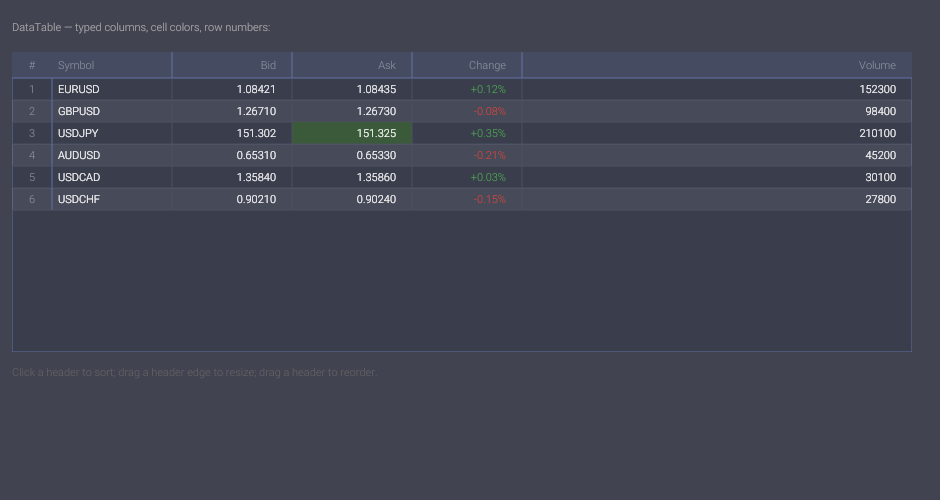 DataTable — typed columns, cell colors, row numbers:
# Symbol Bid Ask Change Volume
1 EURUSD 1.08421 1.08435 +0.12% 152300
2 GBPUSD 1.26710 1.26730 -0.08% 98400
3 USDJPY 151.302 151.325 +0.35% 210100
4 AUDUSD 0.65310 0.65330 -0.21% 45200
5 USDCAD 1.35840 1.35860 +0.03% 30100
6 USDCHF 0.90210 0.90240 -0.15% 27800
Click a header to sort; drag a header edge to resize; drag a header to reorder.